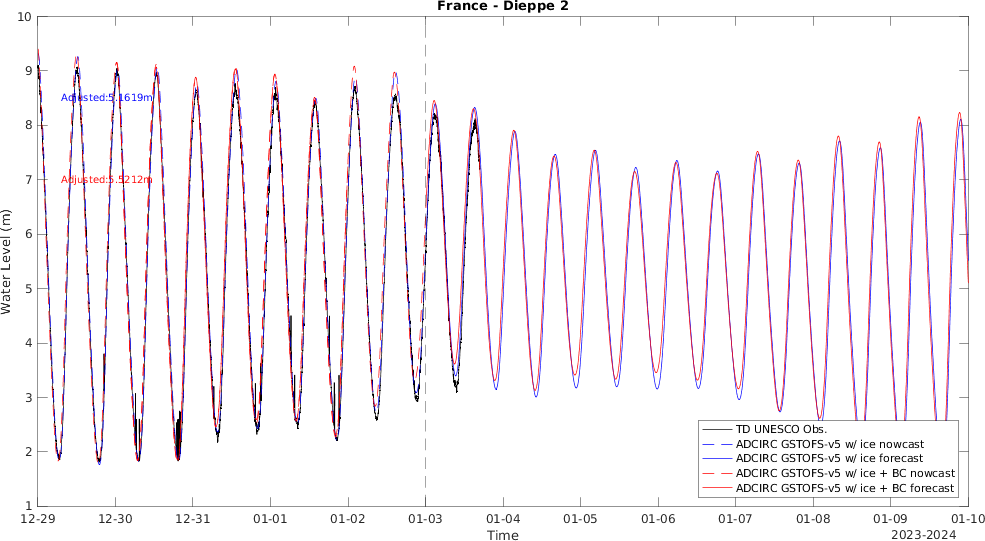 France - Dieppe 2
Water Level (m)
10
9
8
7
6
5
4
3
2
1
Adjusted:5.1619m
Adjusted:5.5212m
TD UNESCO Obs.
ADCIRC GSTOFS-v5 w/ ice nowcast
ADCIRC GSTOFS-v5 w/ ice forecast
ADCIRC GSTOFS-v5 w/ ice + BC nowcast
ADCIRC GSTOFS-v5 w/ ice + BC forecast
12-29 12-30 12-31 01-01 01-02 01-03 01-04 01-05 01-06 01-07 01-08 01-09 01-10
Time
2023-2024